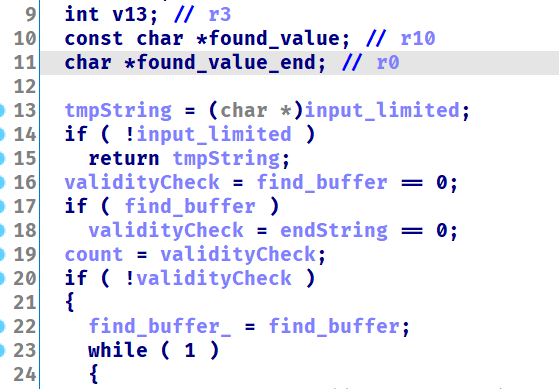 9 int v13; // r3
10 const char *found_value; // r10
11 char *found_value_end; // r0
12
13 tmpString = (char *)input_limited;
14 if ( !input_limited )
15 return tmpString;
16 validityCheck = find_buffer == 0;
17 if ( find_buffer )
18 validityCheck = endString == 0;
19 count = validityCheck;
20 if ( !validityCheck )
21 {
22 find_buffer_ = find_buffer;
23 while ( 1 )
24 {